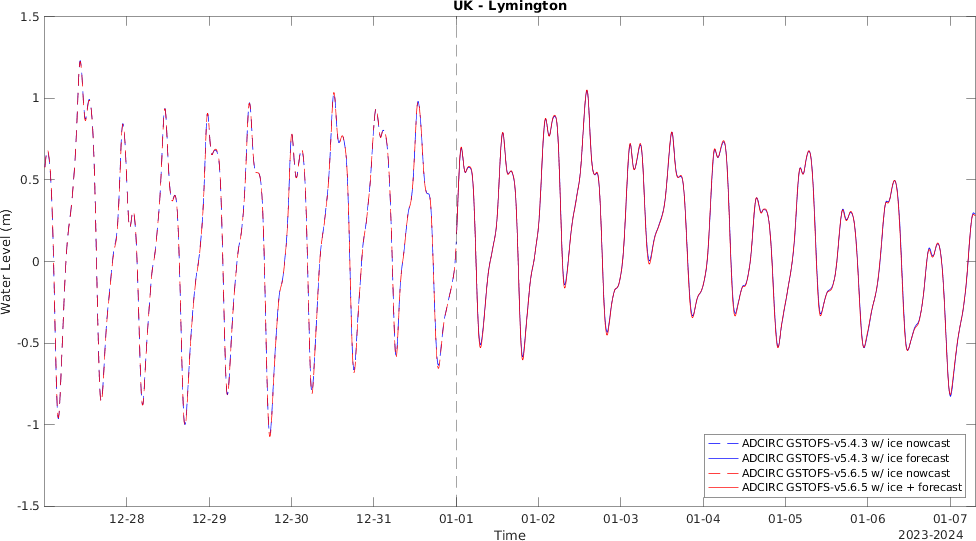 UK - Lymington
1.5
1
0.5
0
-0.5
-1
-1.5
Water Level (m)
12-28 12-29 12-30 12-31 01-01 01-02 01-03 01-04 01-05 01-06 01-07
Time
2023-2024
ADCIRC GSTOFS-v5.4.3 w/ ice nowcast
ADCIRC GSTOFS-v5.4.3 w/ ice forecast
ADCIRC GSTOFS-v5.6.5 w/ ice nowcast
ADCIRC GSTOFS-v5.6.5 w/ ice + forecast